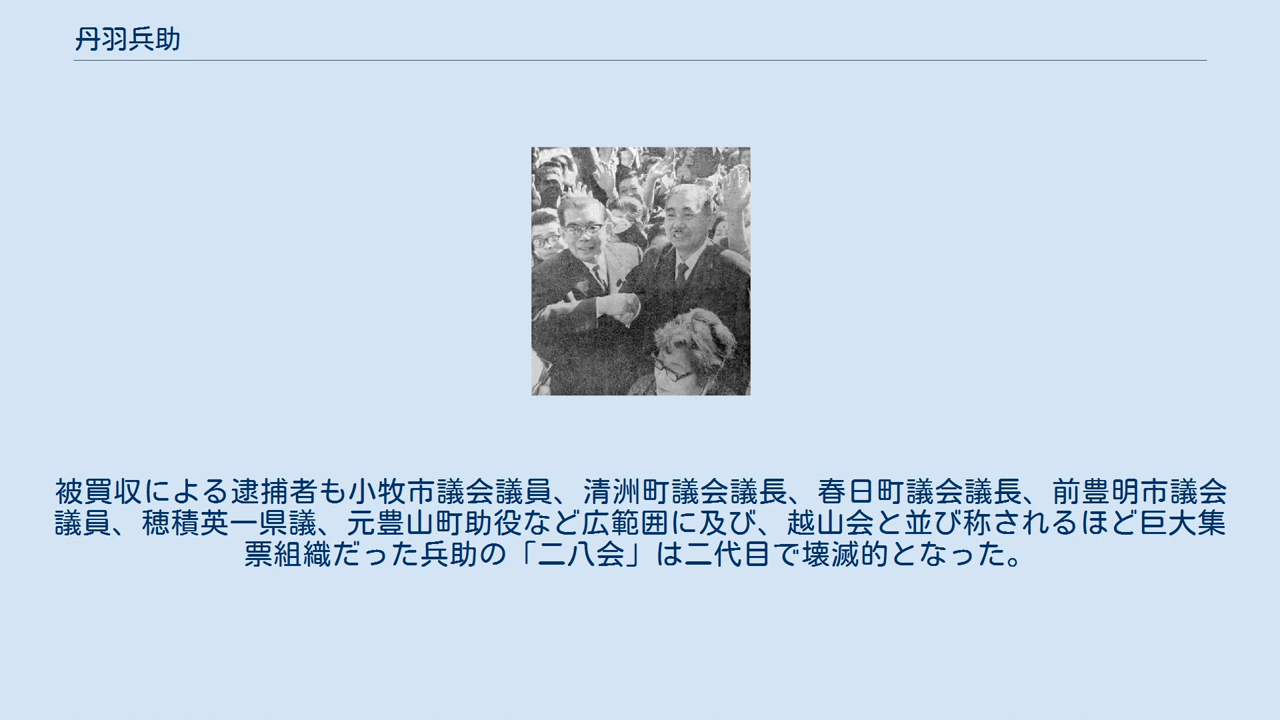 丹羽兵助
被買収による逮捕者も小牧市議会議員、清洲町議会議長、春日町議会議長、前豊明市議会
議員、穂積英一県議、元豊山町助役など広範囲に及び、越山会と並び称されるほど巨大集
票組織だった兵助の「二八会」は二代目で壊滅的となった。